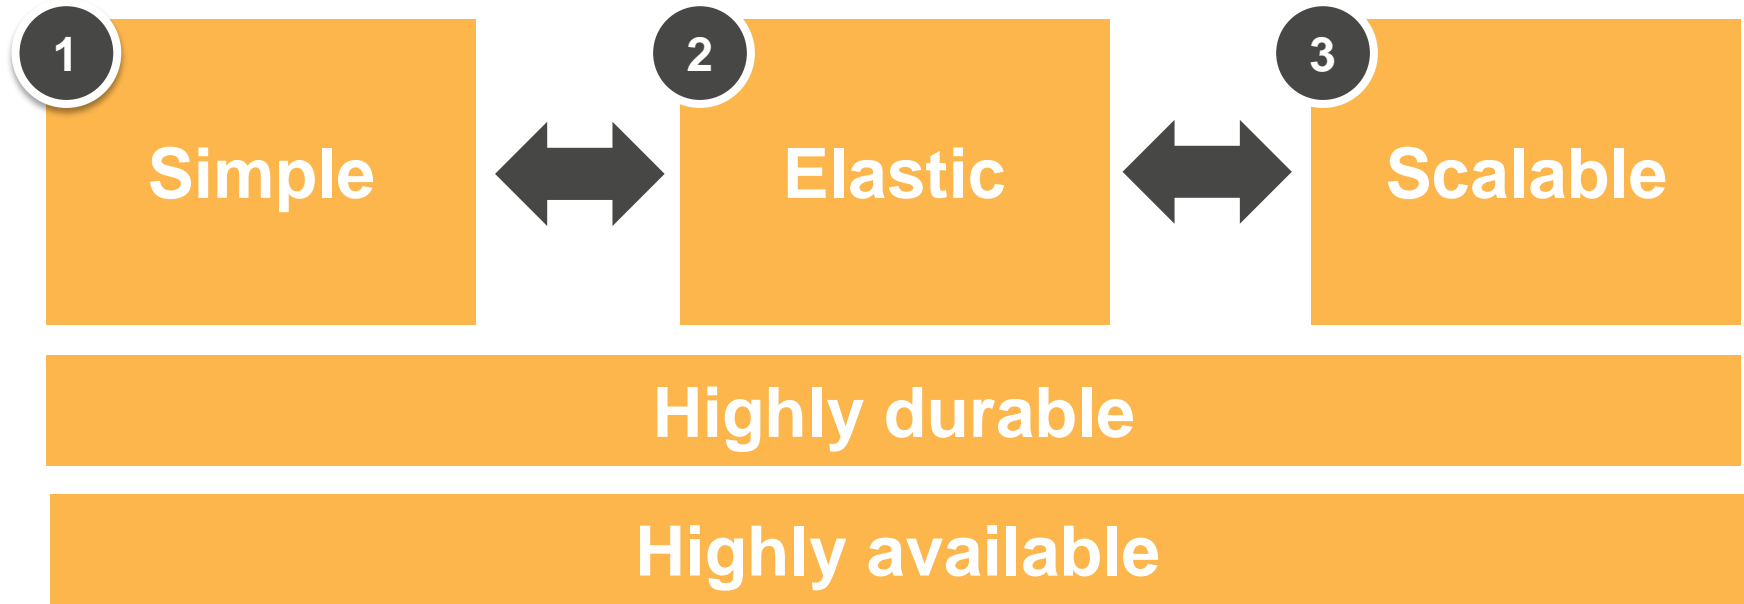 1
2
3
Simple
Elastic
Scalable
Highly durable
Highly available